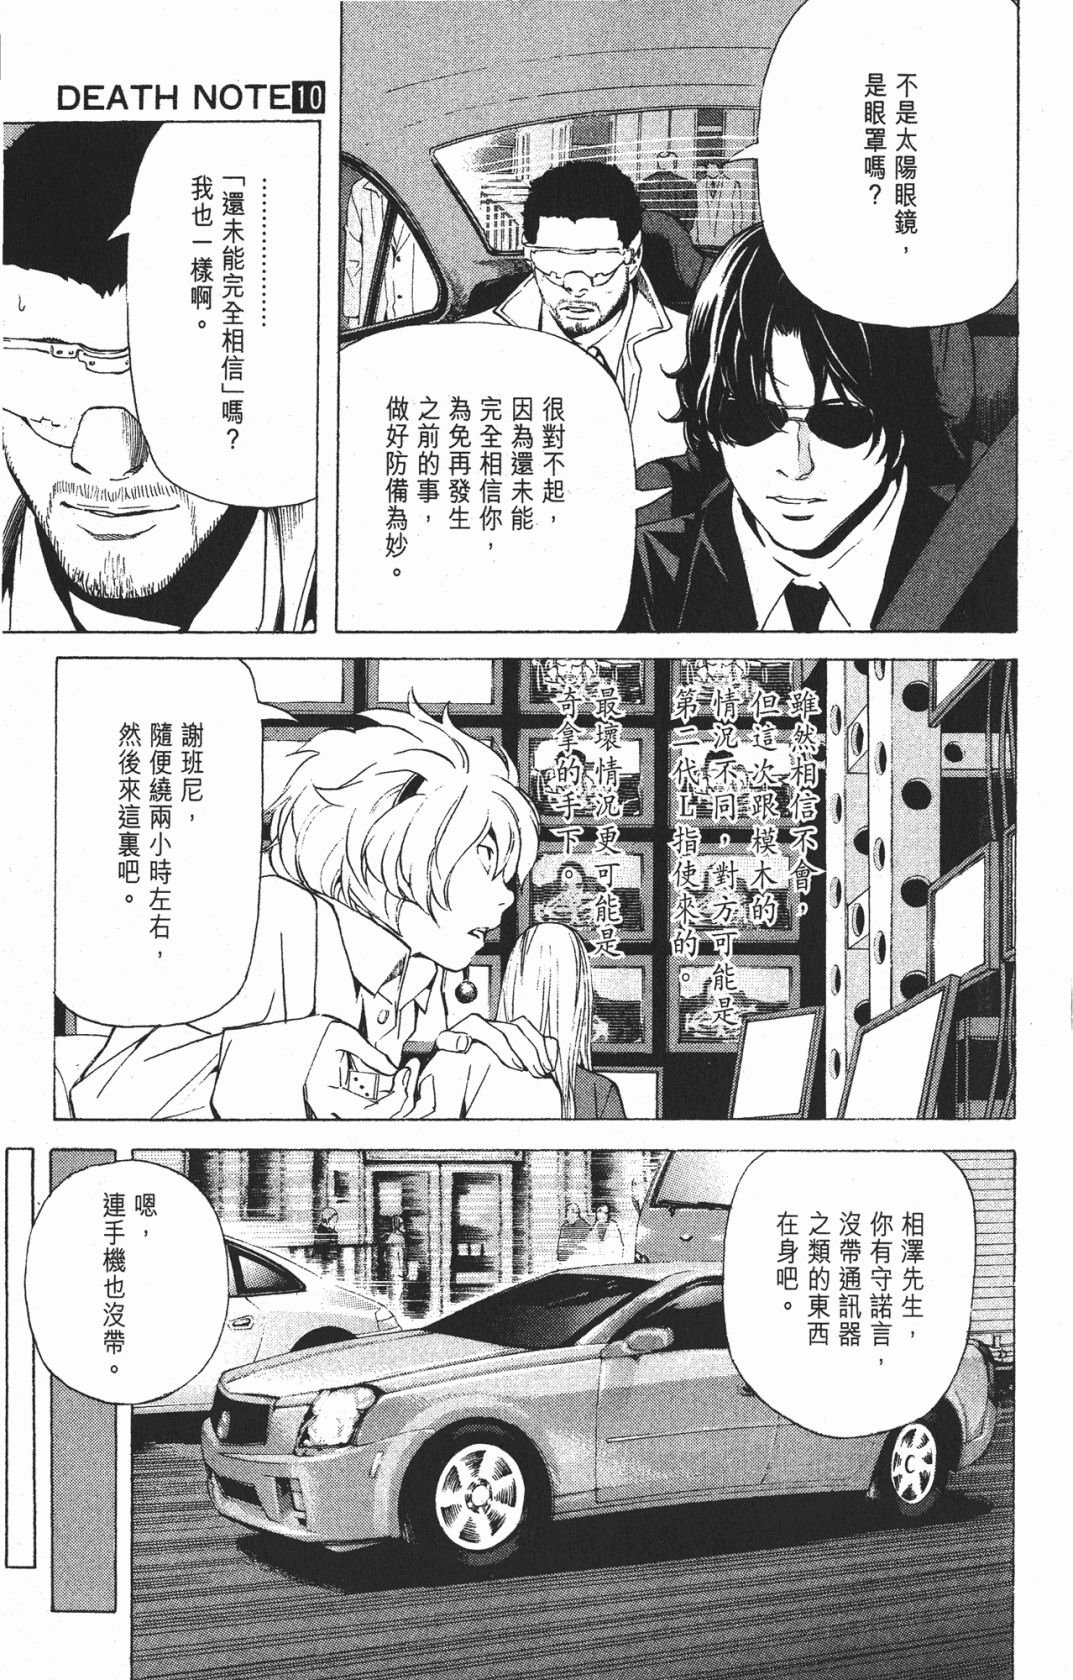 DEATH NOTE 10
不是太陽眼鏡，
是眼罩嗎？
很對不起，
因為還未能
完全相信你，
為免再發生
之前的事，
做好防備為妙。
…………………
「還未能完全相信」嗎？
我也一樣啊。
雖然相信不會，
但這次跟模木的
情況不同，對方可能是
第二代L指使來的。
最壞情況更可能是
奇拿的手下。
謝班尼，
隨便繞兩小時左右，
然後來這裏吧。
相澤先生，
你有守諾言，
沒帶通訊器
之類的東西
在身吧。
嗯，
連手機也沒帶。